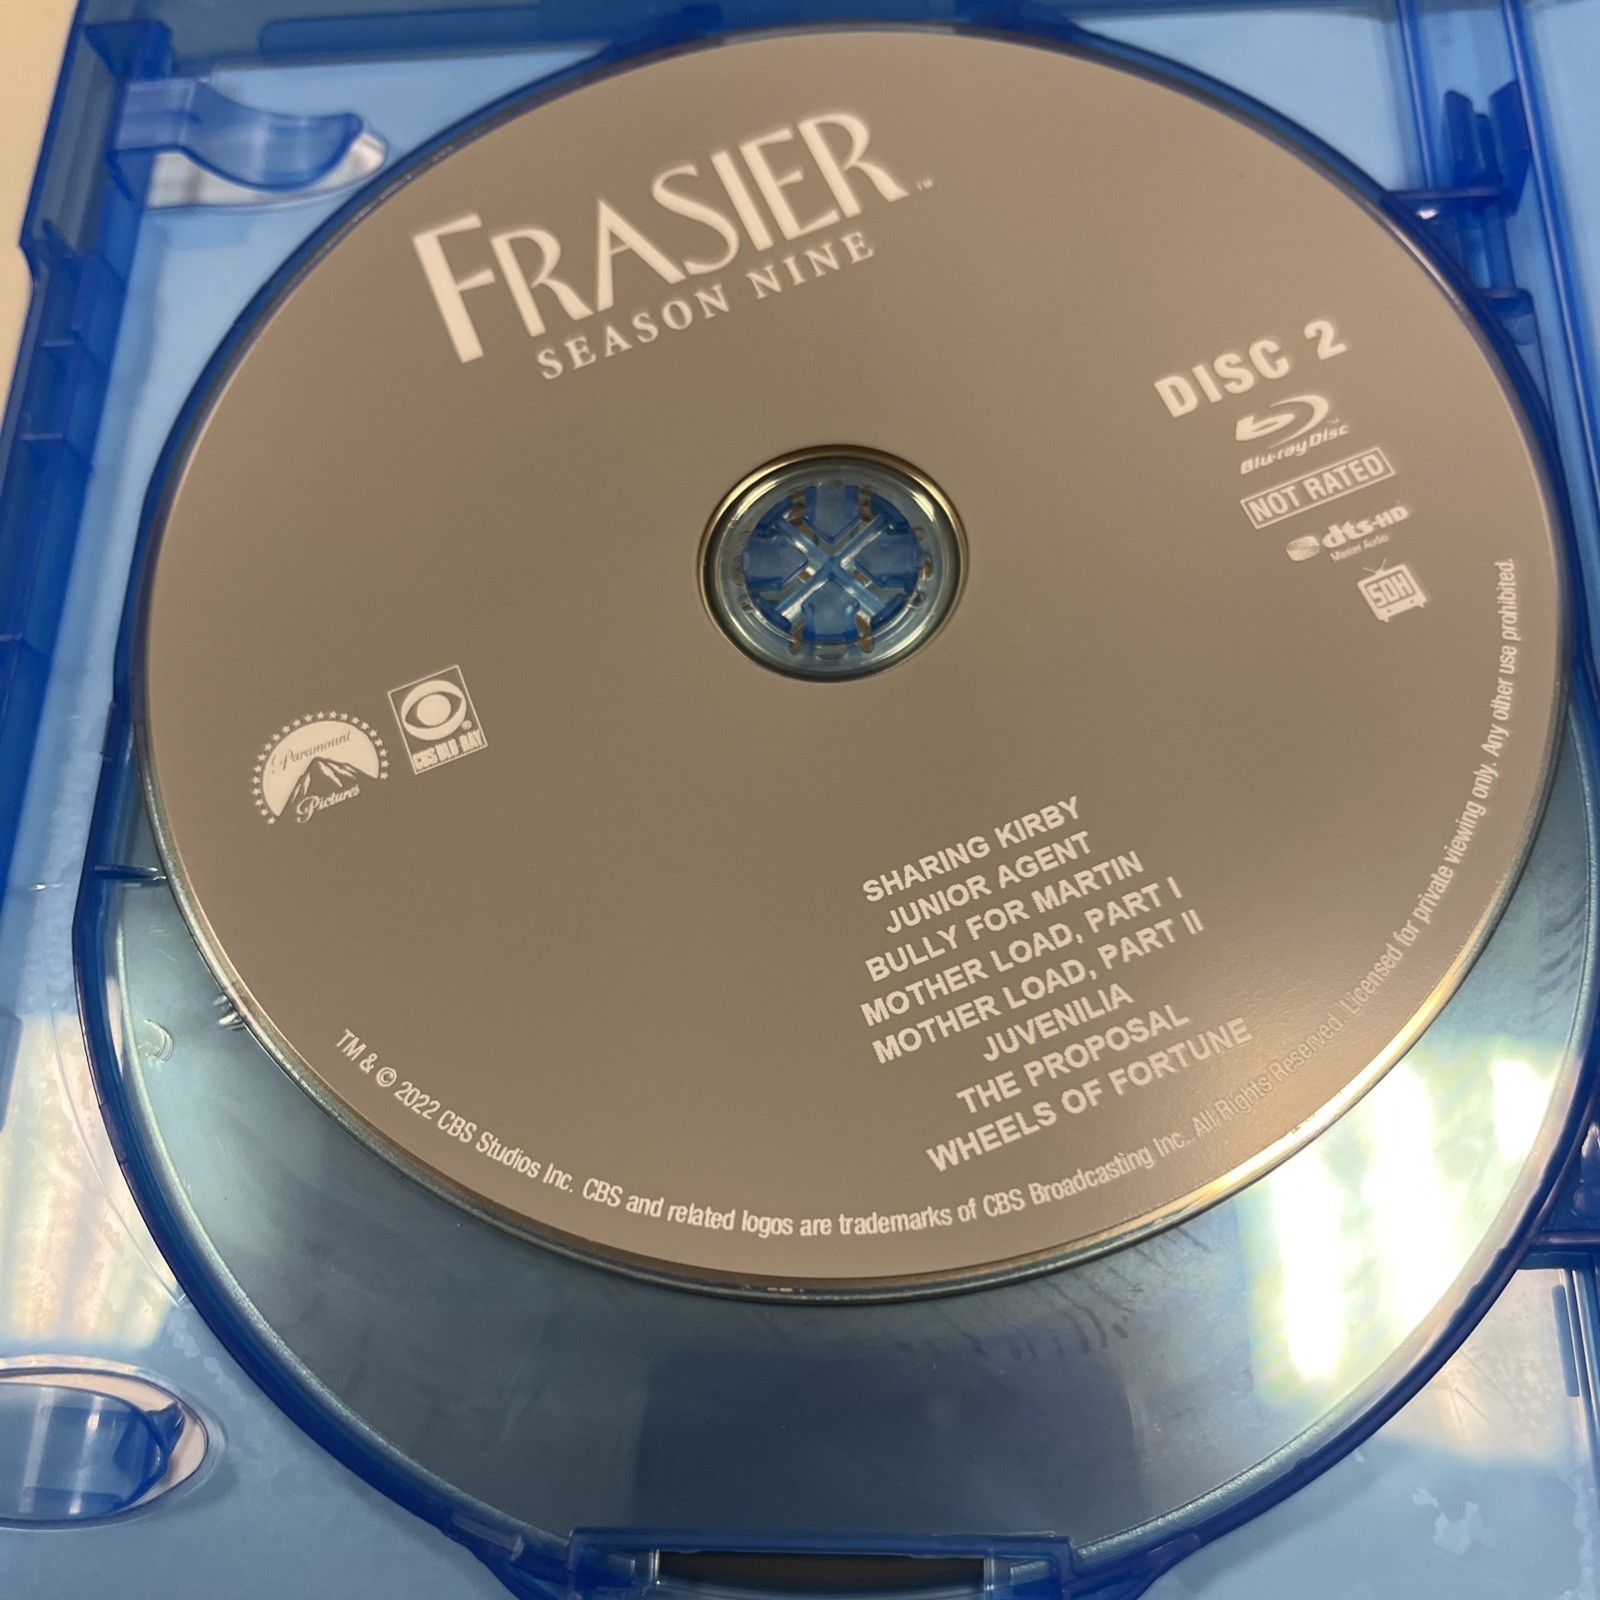 FRASIER™
SEASON NINE
DISC 2
Blu-ray Disc™
NOT RATED
dts-HD
Master Audio
SDH
Paramount
Pictures
CBS BLU-RAY
®
SHARING KIRBY
JUNIOR AGENT
BULLY FOR MARTIN
MOTHER LOAD, PART I
MOTHER LOAD, PART II
JUVENILIA
THE PROPOSAL
WHEELS OF FORTUNE
TM & © 2022 CBS Studios Inc. CBS and related logos are trademarks of CBS Broadcasting Inc. All Rights Reserved. Licensed for private viewing only. Any other use prohibited.